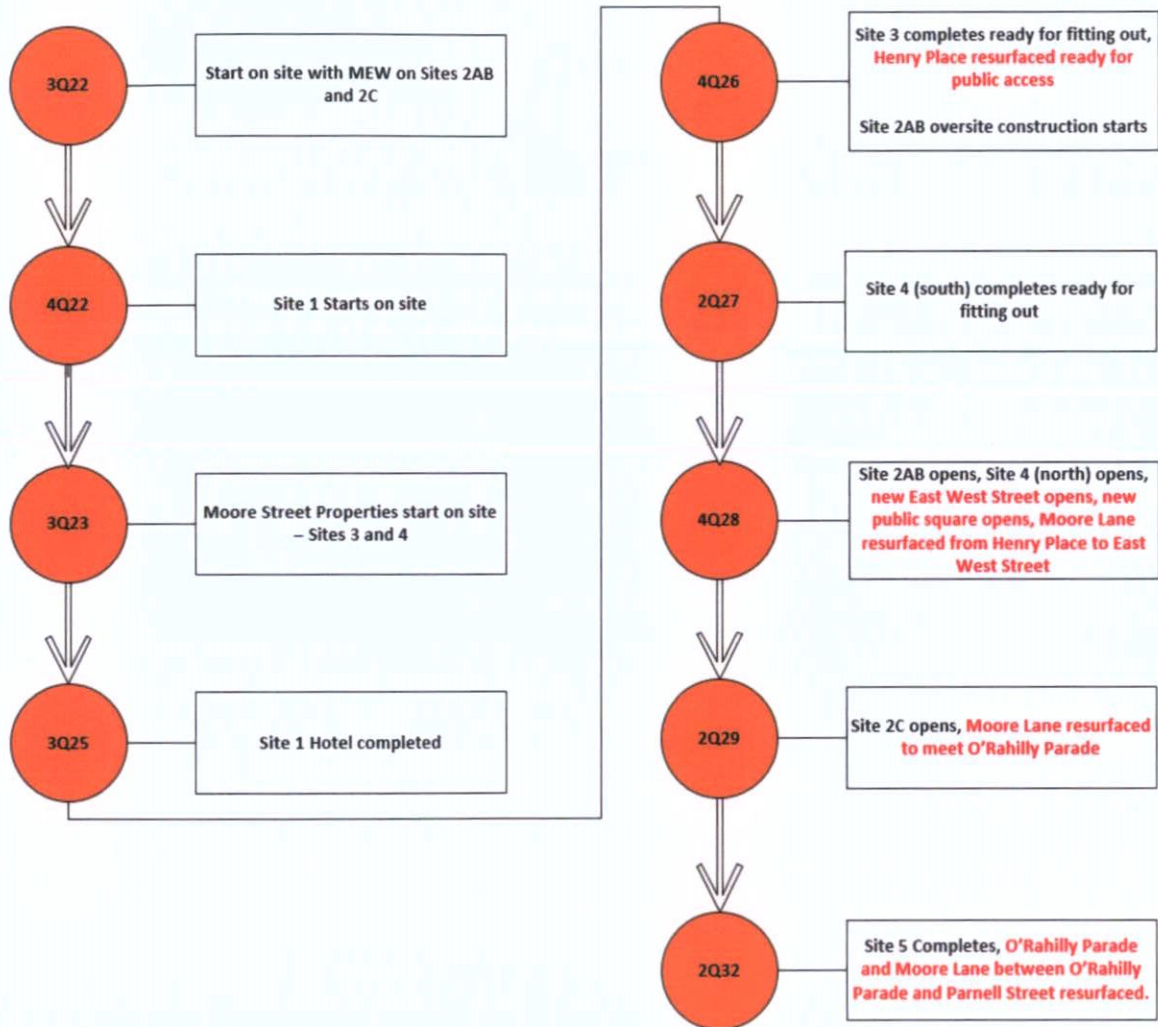 3Q22
Start on site with MEW on Sites 2AB
and 2C
4Q22
Site 1 Starts on site
3Q23
Moore Street Properties start on site
– Sites 3 and 4
3Q25
Site 1 Hotel completed
4Q26
Site 3 completes ready for fitting out,
Henry Place resurfaced ready for
public access
Site 2AB oversite construction starts
2Q27
Site 4 (south) completes ready for
fitting out
4Q28
Site 2AB opens, Site 4 (north) opens,
new East West Street opens, new
public square opens, Moore Lane
resurfaced from Henry Place to East
West Street
2Q29
Site 2C opens, Moore Lane resurfaced
to meet O'Rahilly Parade
2Q32
Site 5 Completes, O'Rahilly Parade
and Moore Lane between O'Rahilly
Parade and Parnell Street resurfaced.